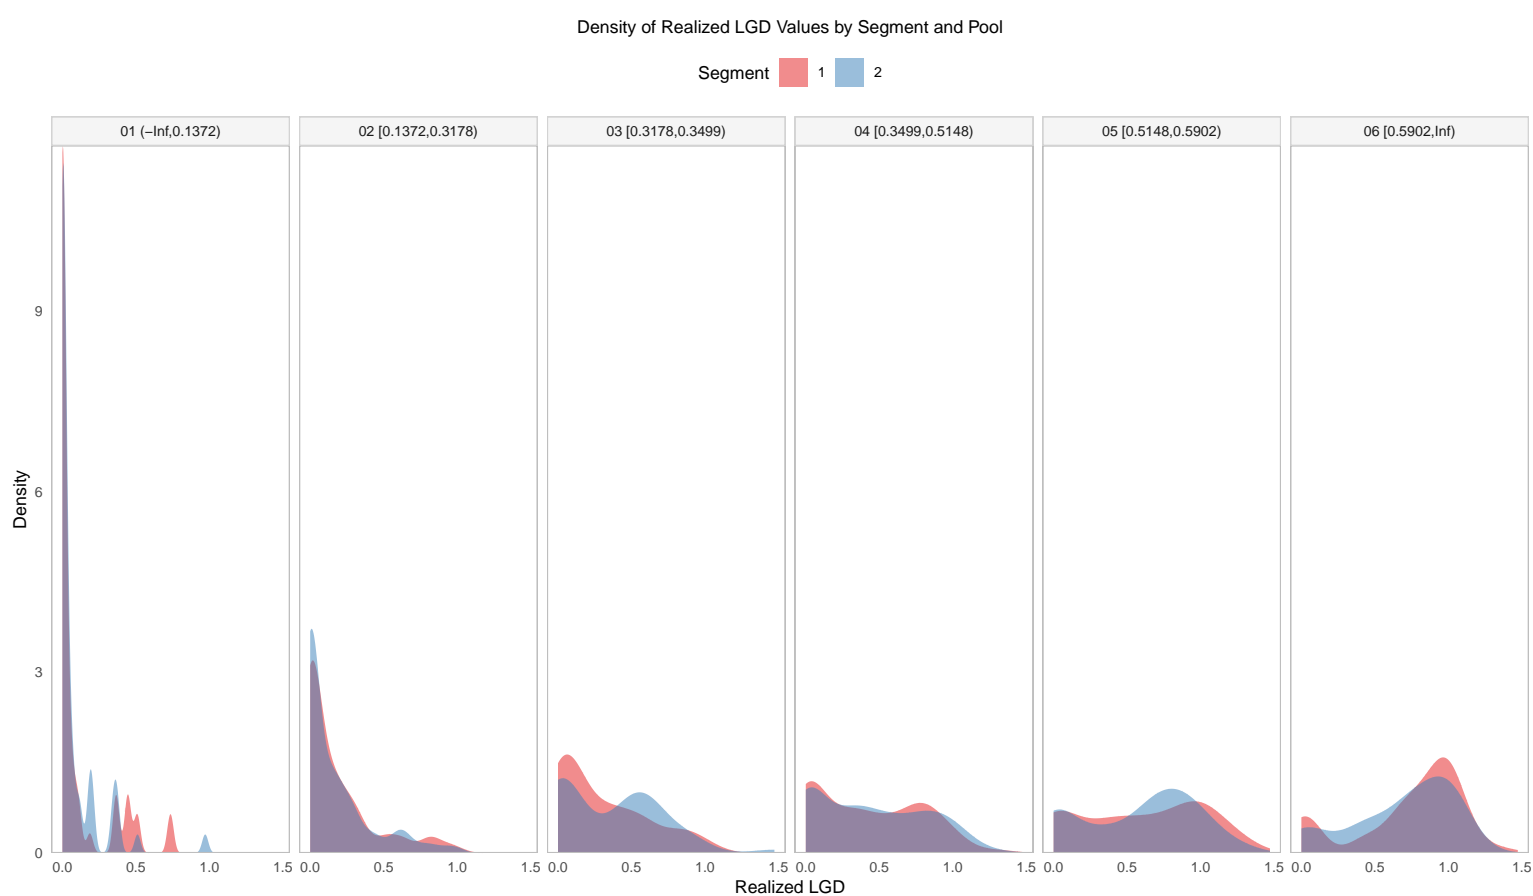 Density of Realized LGD Values by Segment and Pool
Segment 1 2
01 (−Inf,0.1372) 02 [0.1372,0.3178) 03 [0.3178,0.3499) 04 [0.3499,0.5148) 05 [0.5148,0.5902) 06 [0.5902,Inf)
9
6
3
0
Density
0.0 0.5 1.0 1.5 0.0 0.5 1.0 1.5 0.0 0.5 1.0 1.5 0.0 0.5 1.0 1.5 0.0 0.5 1.0 1.5 0.0 0.5 1.0 1.5
Realized LGD